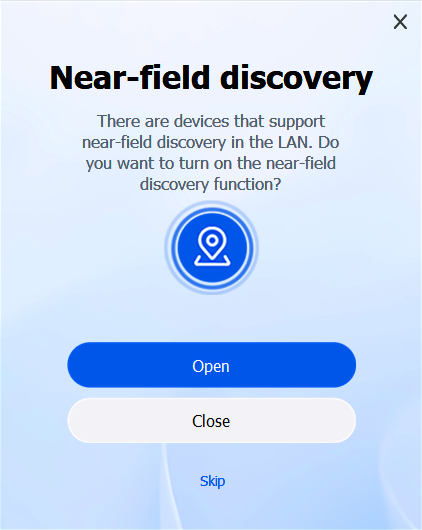 Near-field discovery
There are devices that support
near-field discovery in the LAN. Do
you want to turn on the near-field
discovery function?
Open
Close
Skip